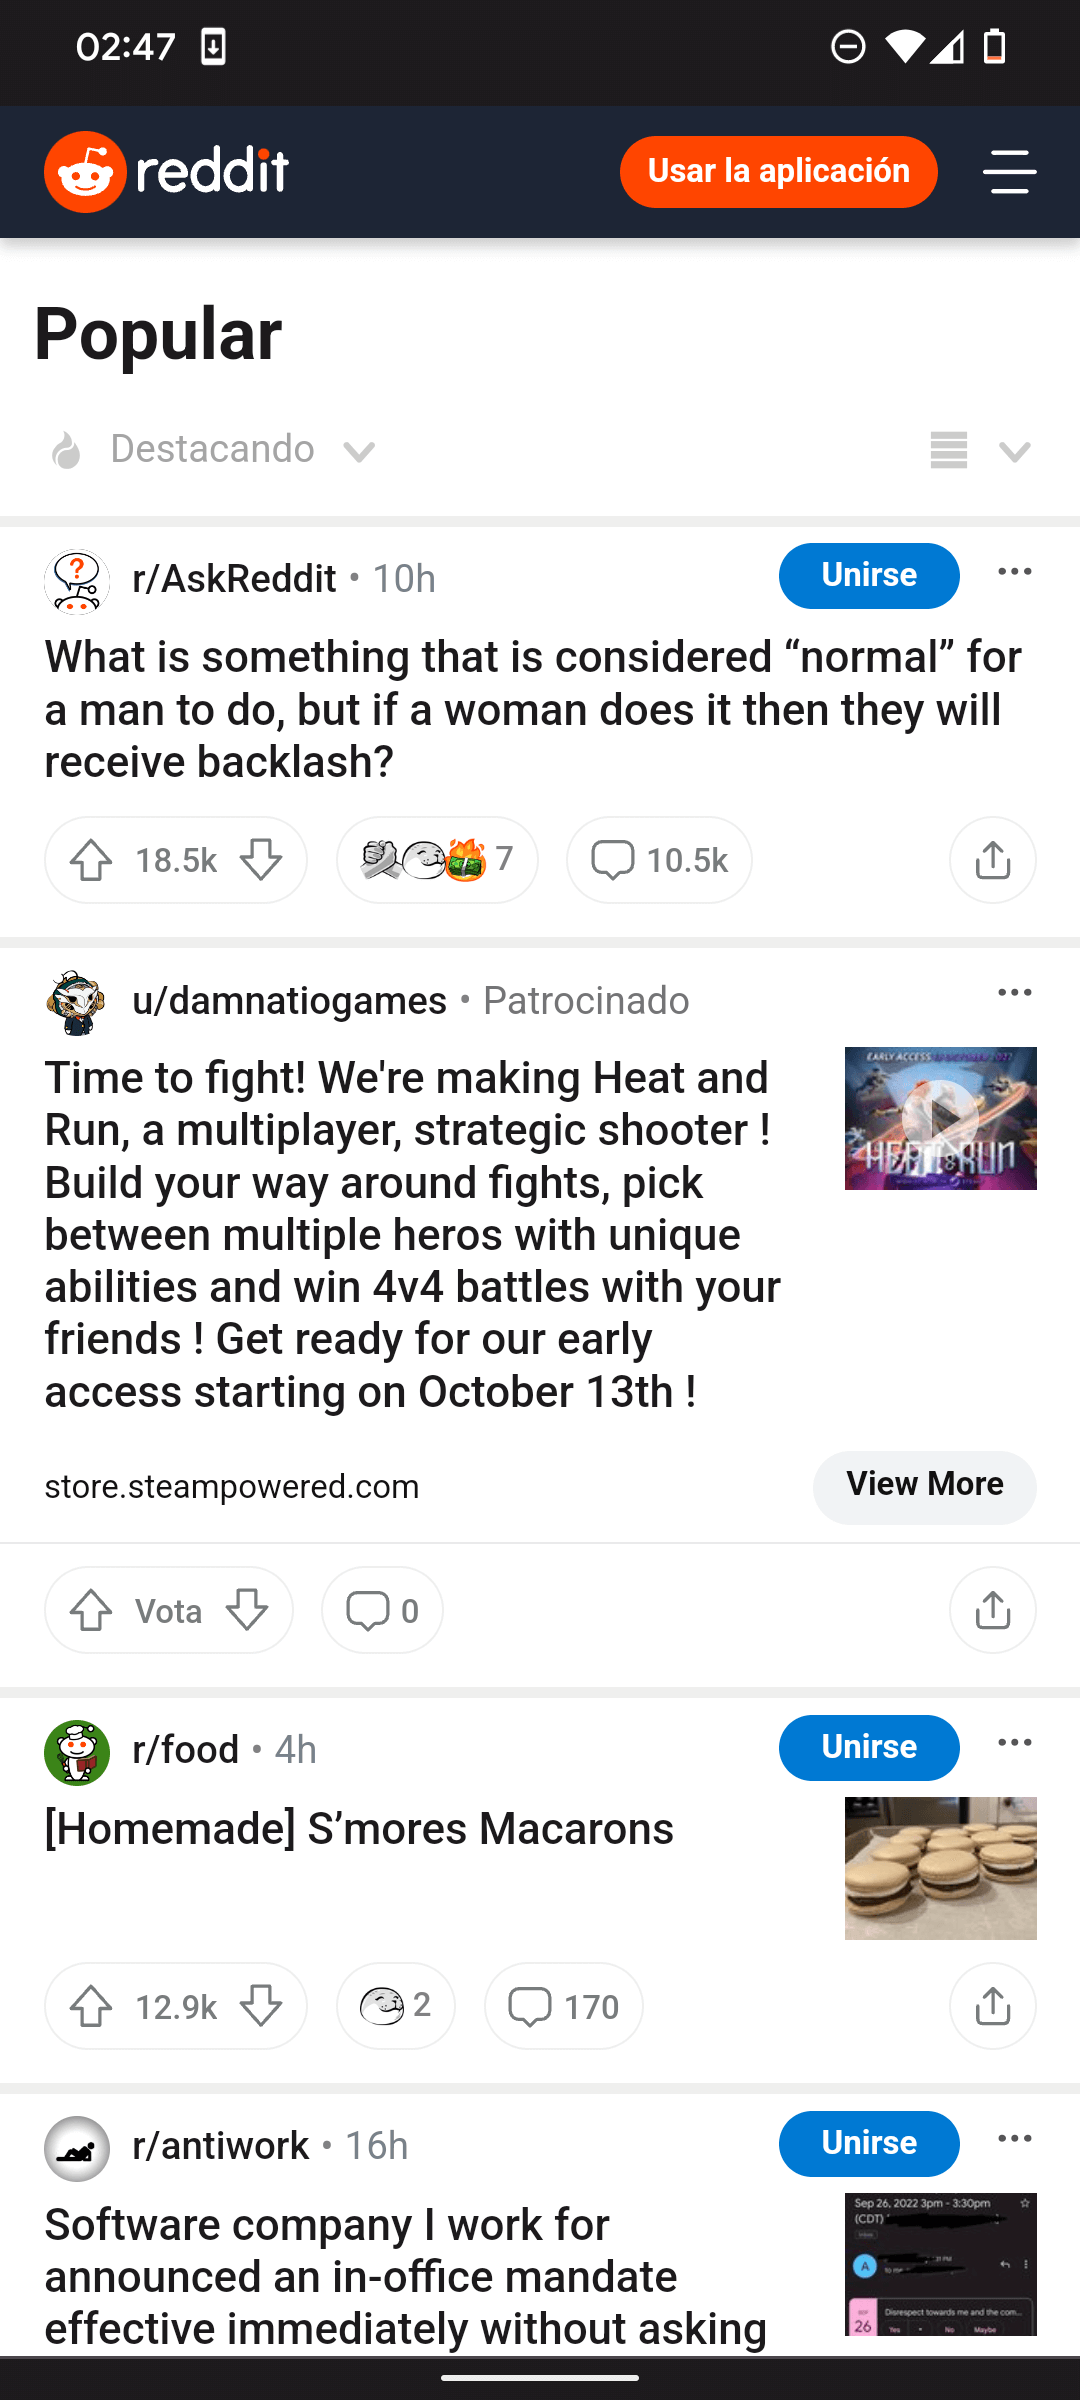 02:47
reddit
Usar la aplicación
Popular
Destacando
r/AskReddit • 10h
Unirse
What is something that is considered “normal” for
a man to do, but if a woman does it then they will
receive backlash?
18.5k
7
10.5k
u/damnatiogames • Patrocinado
Time to fight! We're making Heat and
Run, a multiplayer, strategic shooter !
Build your way around fights, pick
between multiple heros with unique
abilities and win 4v4 battles with your
friends ! Get ready for our early
access starting on October 13th !
EARLY ACCESS
HEAT & RUN
store.steampowered.com
View More
Vota
0
r/food • 4h
Unirse
[Homemade] S’mores Macarons
12.9k
2
170
r/antiwork • 16h
Unirse
Software company I work for
announced an in-office mandate
effective immediately without asking
Sep 26, 2022 3pm - 3:30pm
(CDT)
A
26
Disrespect towards me and the com...
Yes
No
Maybe